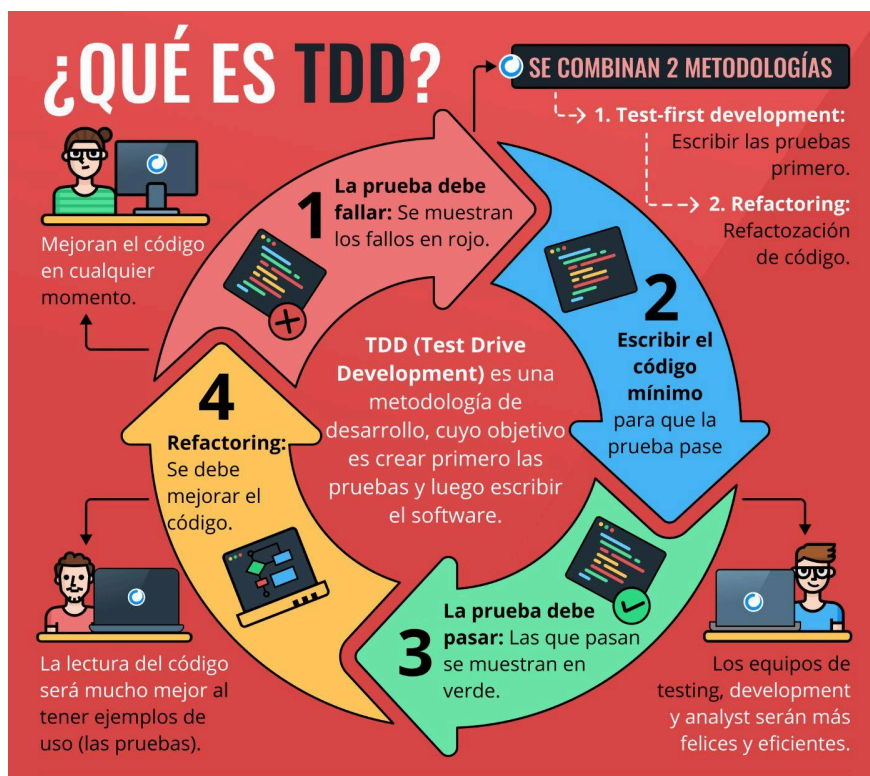 ¿QUÉ ES TDD?
SE COMBINAN 2 METODOLOGÍAS
1. Test-first development:
Escribir las pruebas
primero.
2. Refactoring:
Refactozación
de código.
Mejoran el código
en cualquier
momento.
1
La prueba debe
fallar: Se muestran
los fallos en rojo.
2
Escribir el
código
mínimo
para que la
prueba pase
TDD (Test Drive
Development) es una
metodología de
desarrollo, cuyo objetivo
es crear primero las
pruebas y luego escribir
el software.
4
Refactoring:
Se debe
mejorar el
código.
3
La prueba debe
pasar: Las que pasan
se muestran en
verde.
La lectura del código
será mucho mejor al
tener ejemplos de
uso (las pruebas).
Los equipos de
testing, development
y analyst serán más
felices y eficientes.